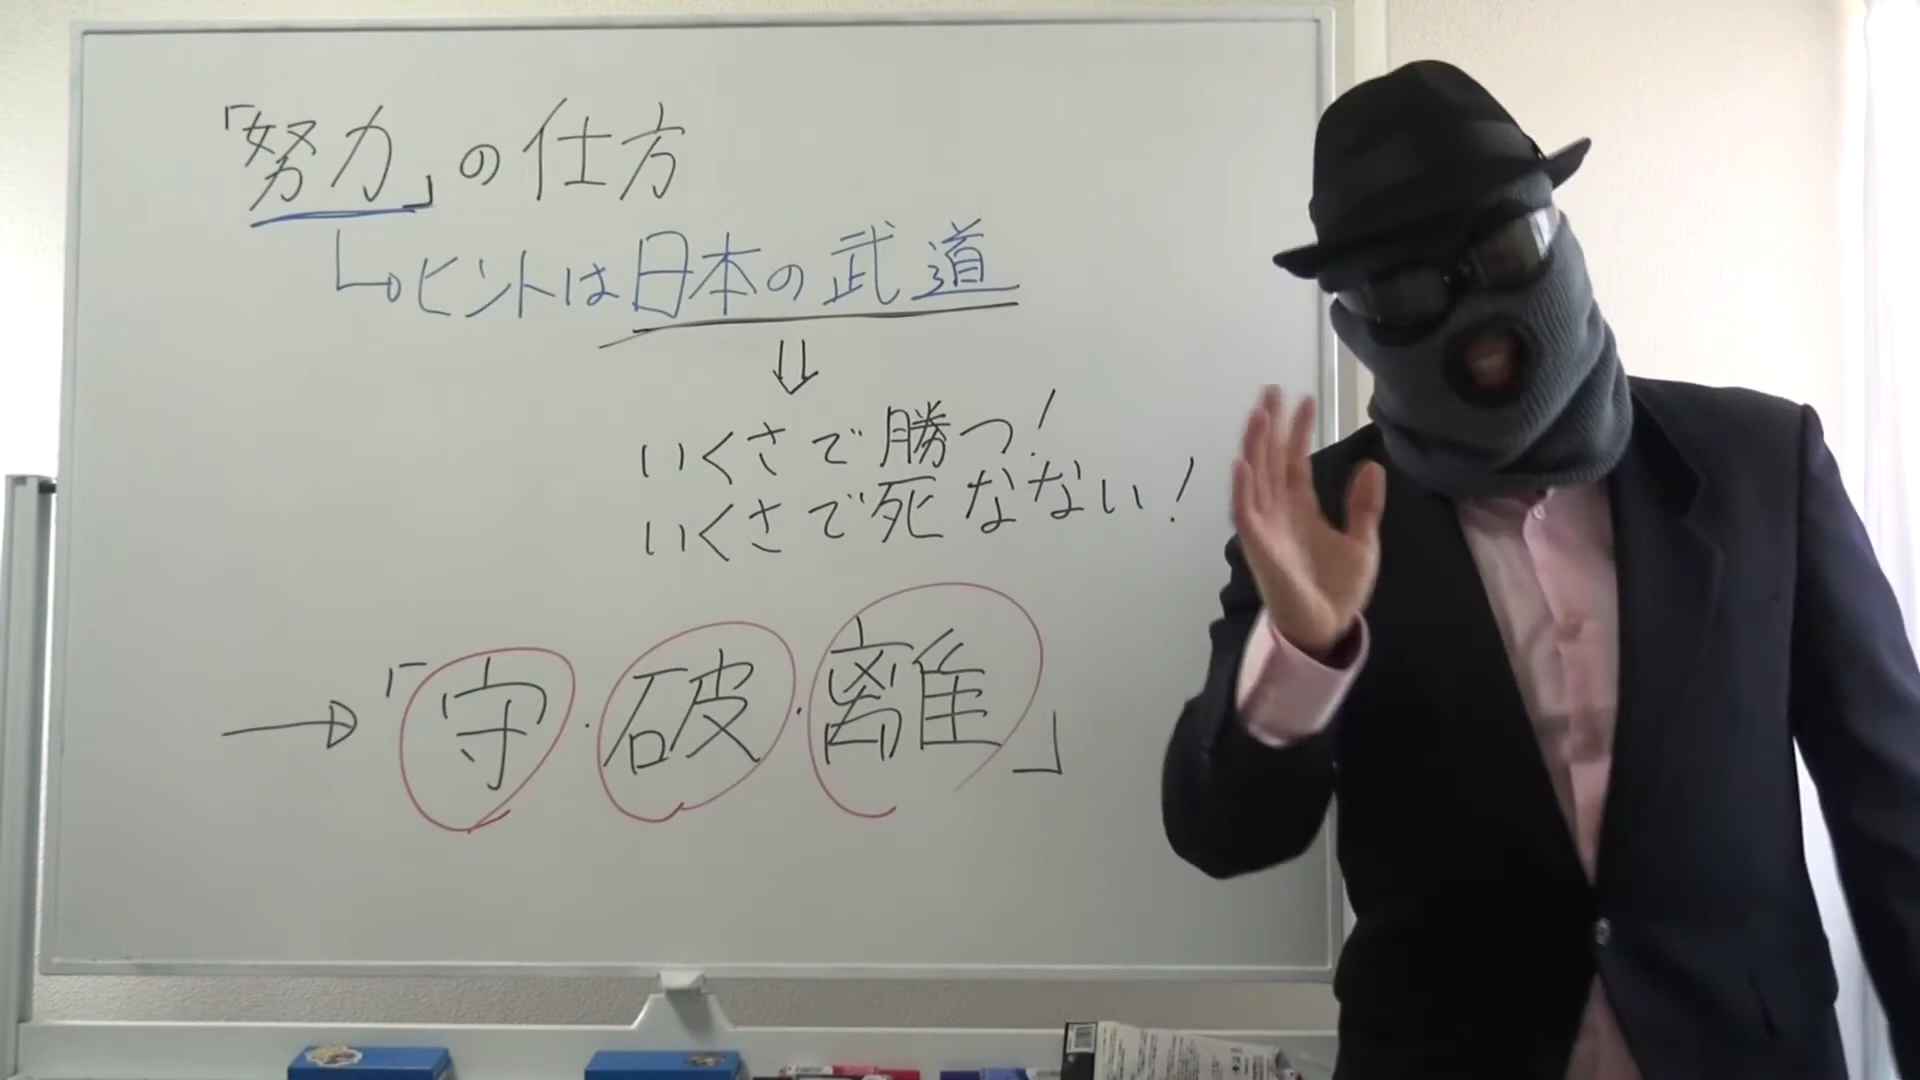 「努力」の仕方
↳ヒントは日本の武道
⇓
いくさで勝つ!
いくさで死なない!
→「守・破・離」